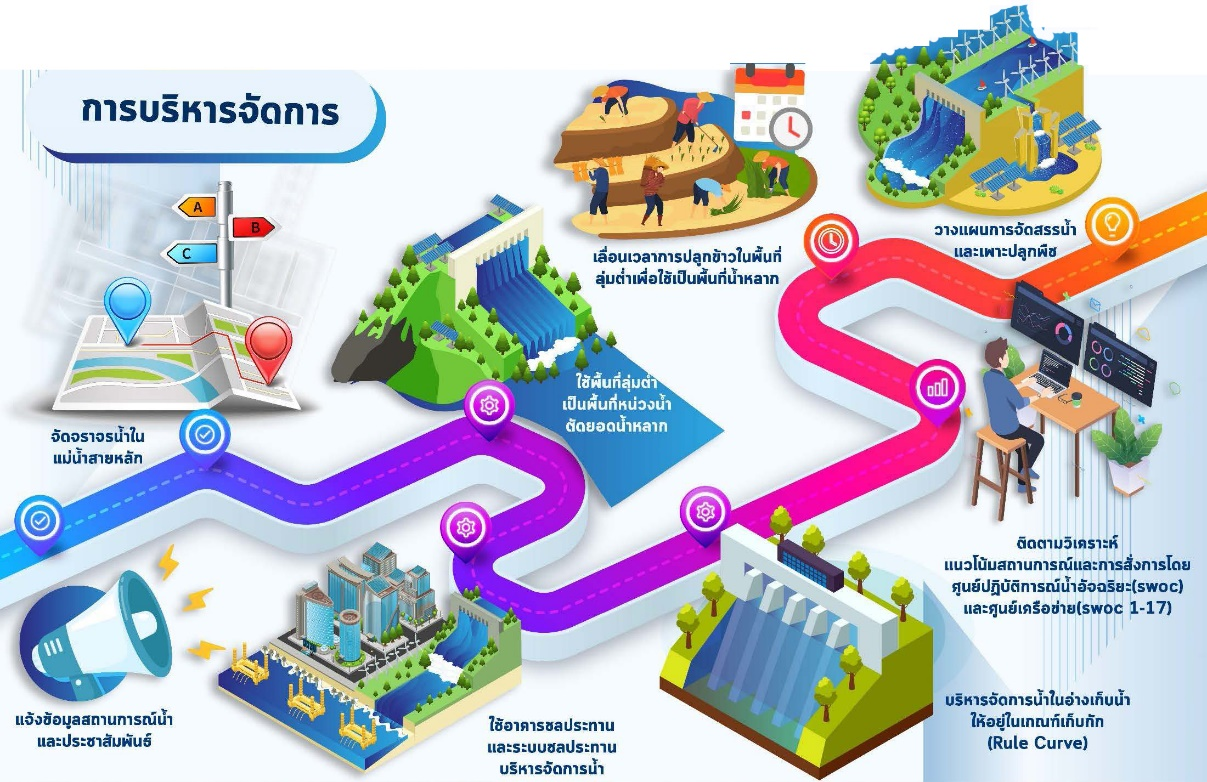 การบริหารจัดการ
A
B
C
เลื่อนเวลาการปลูกข้าวในพื้นที่
ลุ่มต่ำเพื่อใช้เป็นพื้นที่น้ำหลาก
วางแผนการจัดสรรน้ำ
และเพาะปลูกพืช
ใช้พื้นที่ลุ่มต่ำ
เป็นพื้นที่หน่วงน้ำ
ตัดยอดน้ำหลาก
จัดจราจรน้ำใน
แม่น้ำสายหลัก
ติดตามวิเคราะห์
แนวโน้มสถานการณ์และการสั่งการโดย
ศูนย์ปฏิบัติการน้ำอัจฉริยะ(swoc)
และศูนย์เครือข่าย(swoc 1-17)
แจ้งข้อมูลสถานการณ์น้ำ
และประชาสัมพันธ์
ใช้อาคารชลประทาน
และระบบชลประทาน
บริหารจัดการน้ำ
บริหารจัดการน้ำในอ่างเก็บน้ำ
ให้อยู่ในเกณฑ์เก็บกัก
(Rule Curve)